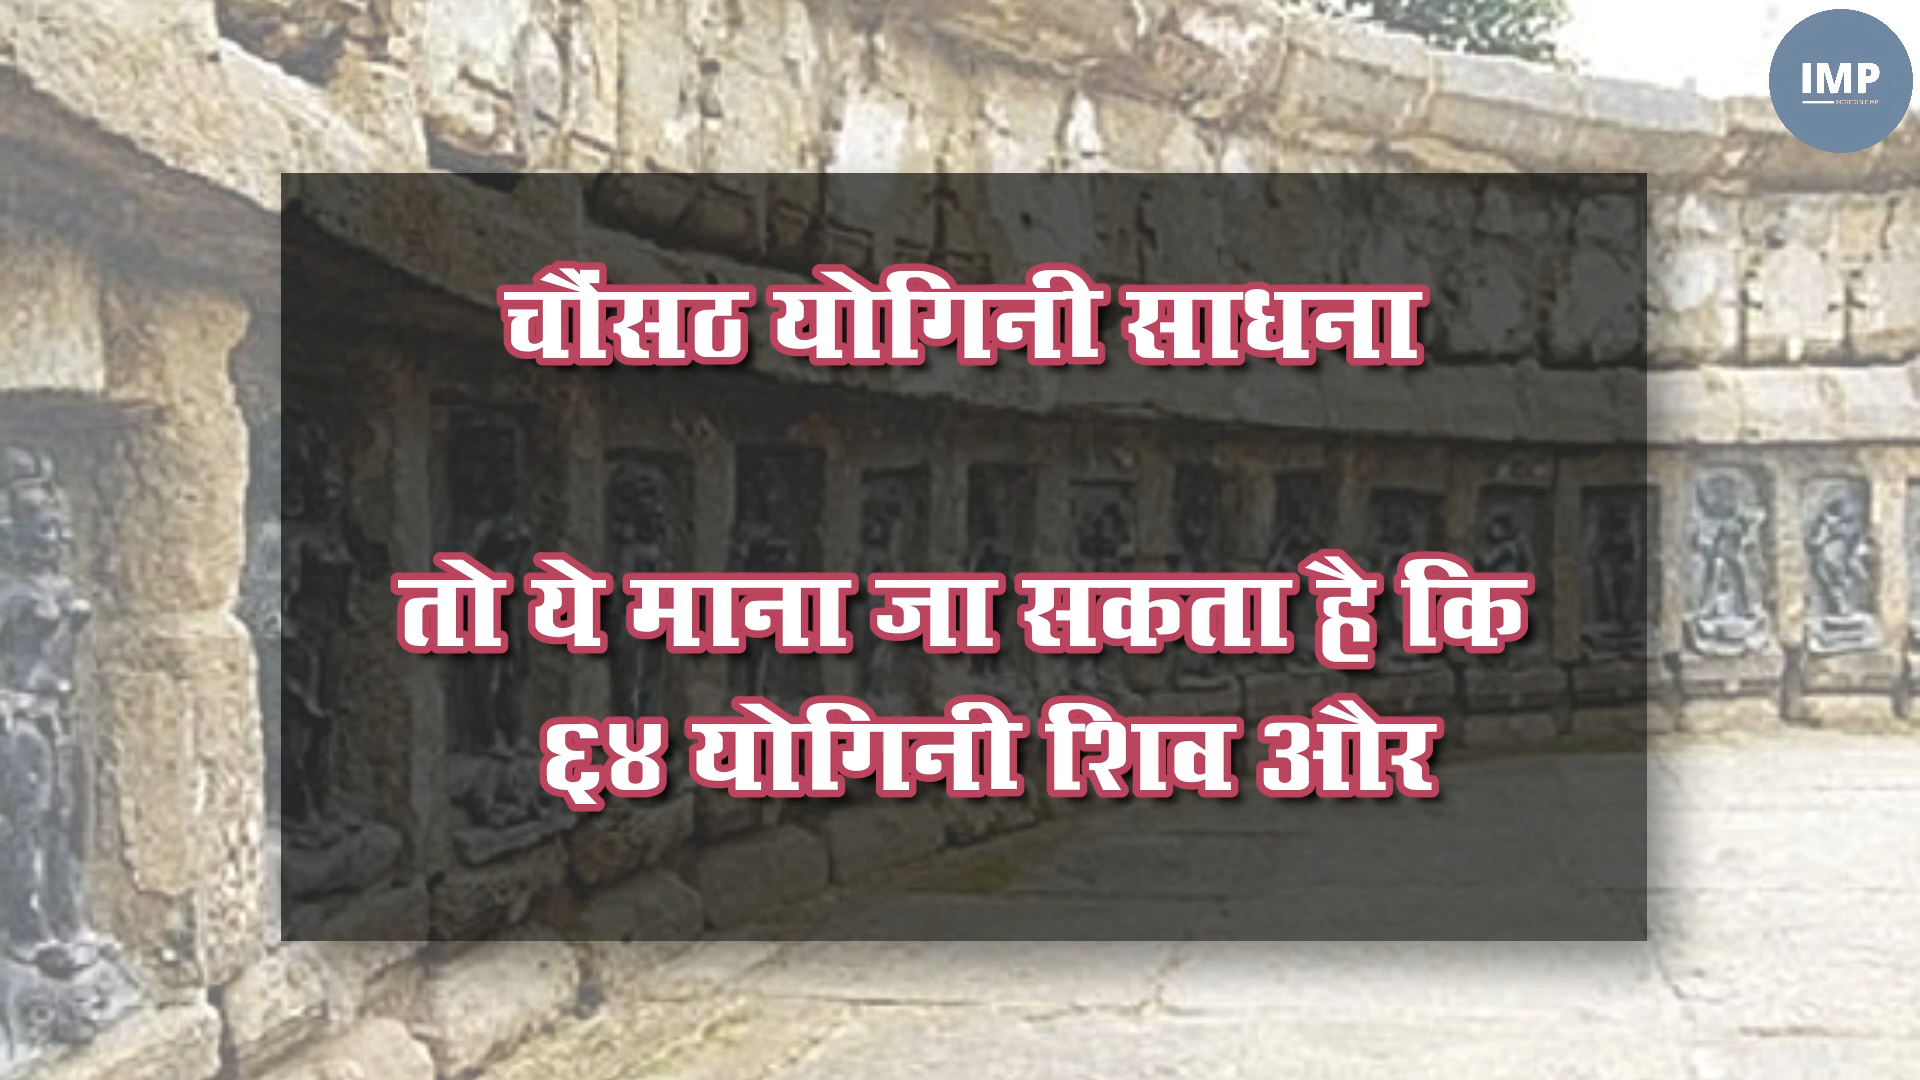 IMP
चौंसठ योगिनी साधना
तो ये माना जा सकता है कि
६४ योगिनी शिव और